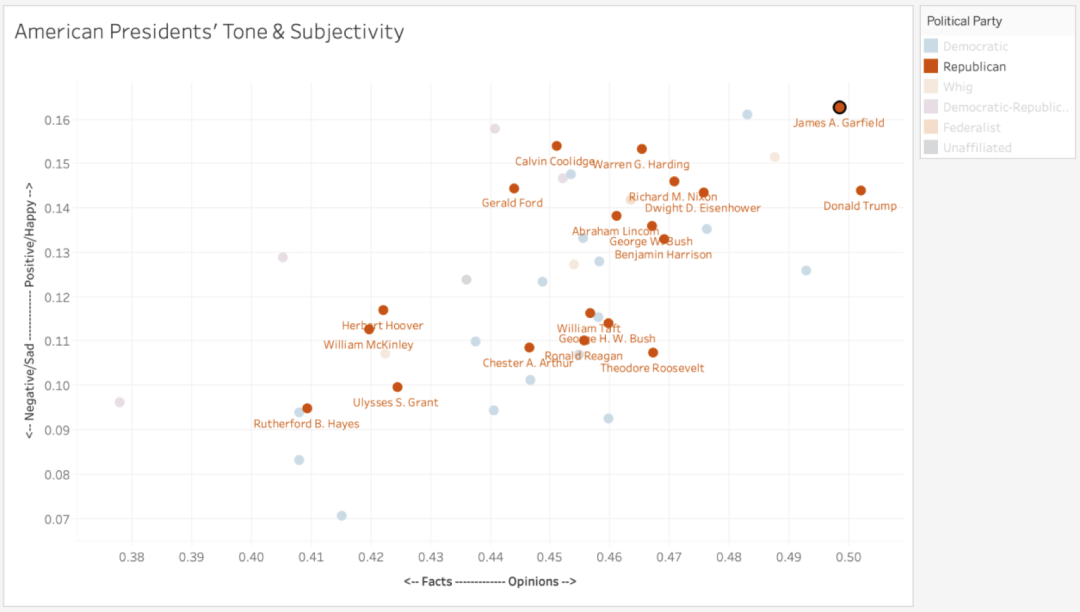 American Presidents' Tone & Subjectivity
Political Party
Democratic
Republican
Whig
Democratic-Republic..
Federalist
Unaffiliated
<-- Negative/Sad ------------- Positive/Happy -->
0.16
0.15
0.14
0.13
0.12
0.11
0.10
0.09
0.08
0.07
James A. Garfield
Calvin Coolidge
Warren G. Harding
Richard M. Nixon
Gerald Ford
Dwight D. Eisenhower
Donald Trump
Abraham Lincoln
George W. Bush
Benjamin Harrison
Herbert Hoover
William Taft
William McKinley
George H. W. Bush
Ronald Reagan
Chester A. Arthur
Theodore Roosevelt
Ulysses S. Grant
Rutherford B. Hayes
0.38 0.39 0.40 0.41 0.42 0.43 0.44 0.45 0.46 0.47 0.48 0.49 0.50
<-- Facts ------------- Opinions -->